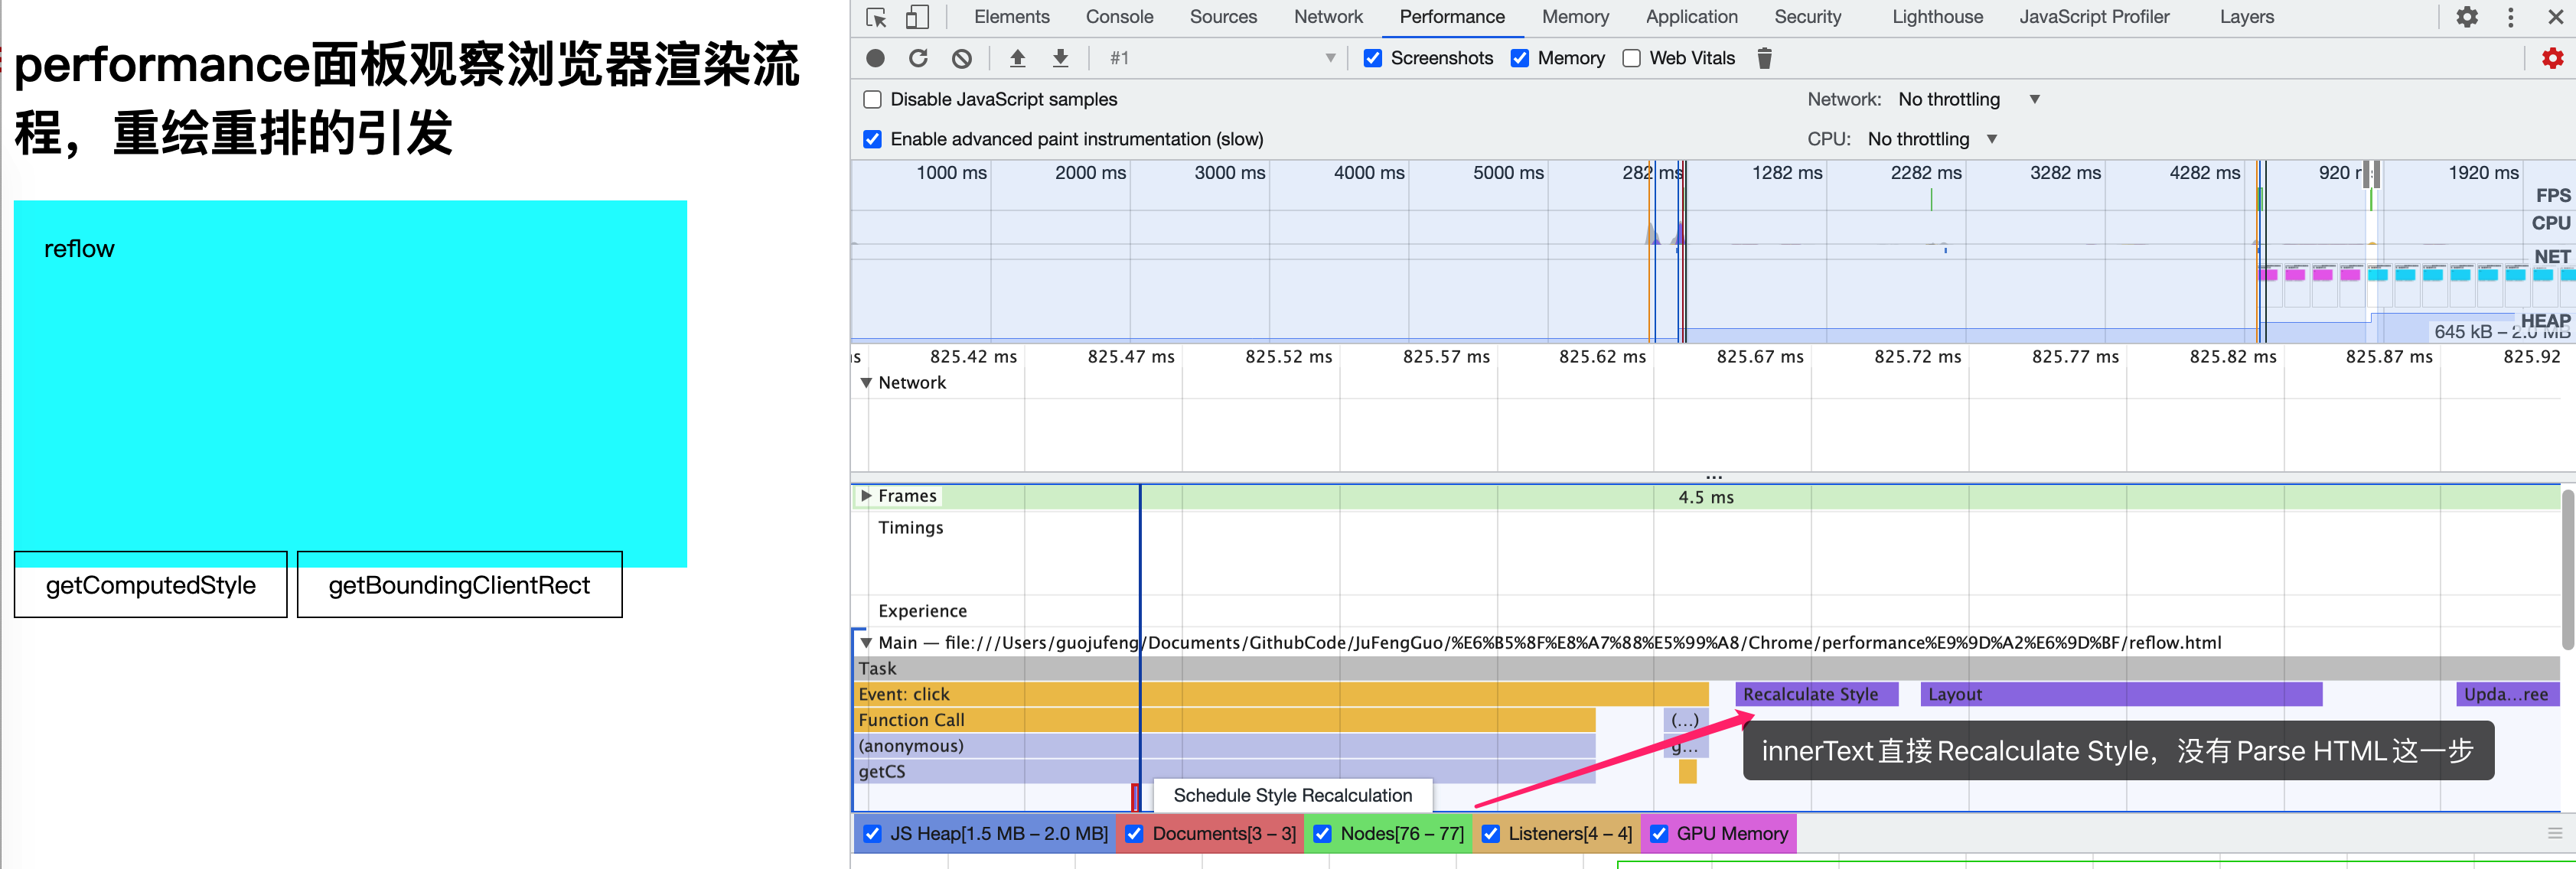 performance面板观察浏览器渲染流
程，重绘重排的引发
reflow
getComputedStyle
getBoundingClientRect
Elements Console Sources Network Performance Memory Application Security Lighthouse JavaScript Profiler Layers
#1 Screenshots Memory Web Vitals
Disable JavaScript samples
Network: No throttling
Enable advanced paint instrumentation (slow)
CPU: No throttling
1000 ms 2000 ms 3000 ms 4000 ms 5000 ms 282 ms 1282 ms 2282 ms 3282 ms 4282 ms 920 r 1920 ms
FPS
CPU
NET
HEAP
645 kB – 2.0 MB
825.42 ms 825.47 ms 825.52 ms 825.57 ms 825.62 ms 825.67 ms 825.72 ms 825.77 ms 825.82 ms 825.87 ms 825.92
Network
Frames 4.5 ms
Timings
Experience
Main — file:///Users/guojufeng/Documents/GithubCode/JuFengGuo/%E6%B5%8F%E8%A7%88%E5%99%A8/Chrome/performance%E9%9D%A2%E6%9D%BF/reflow.html
Task
Event: click Recalculate Style Layout Upda…ree
Function Call (…)
(anonymous) g…
innerText直接Recalculate Style，没有Parse HTML这一步
getCS
Schedule Style Recalculation
JS Heap[1.5 MB – 2.0 MB] Documents[3 – 3] Nodes[76 – 77] Listeners[4 – 4] GPU Memory